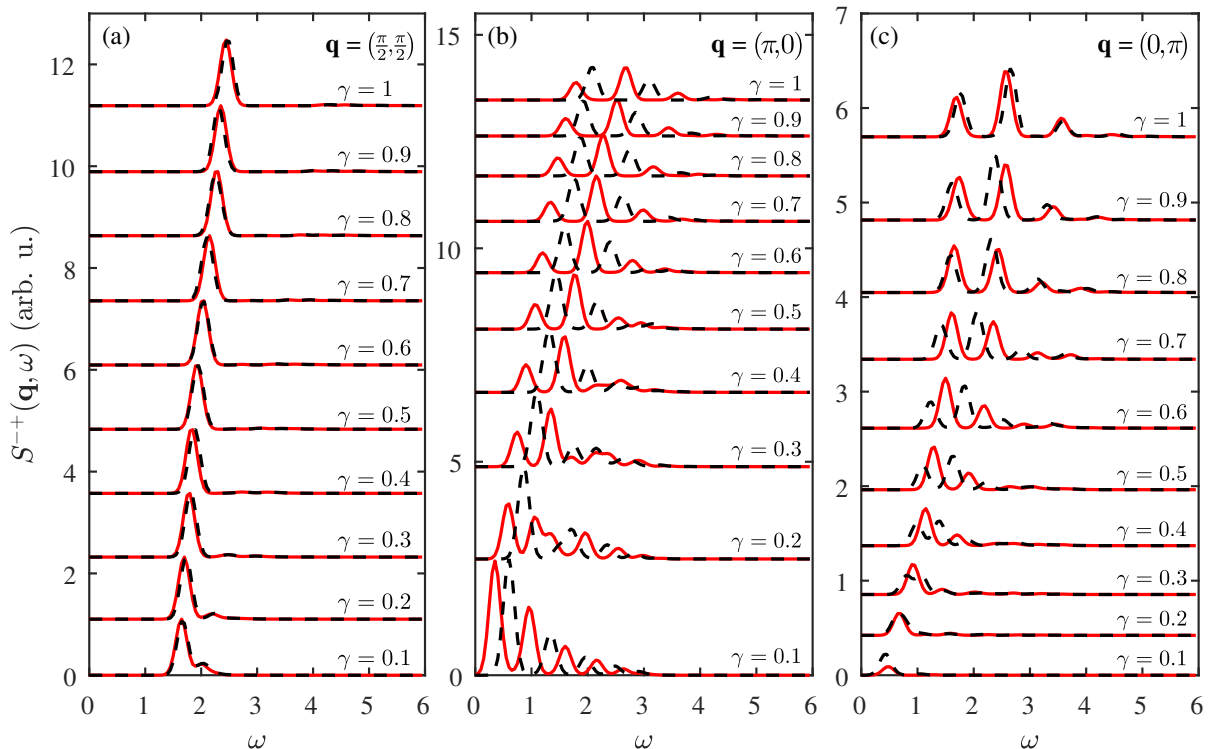 (a)
q = (π/2, π/2)
γ = 1
γ = 0.9
γ = 0.8
γ = 0.7
γ = 0.6
γ = 0.5
γ = 0.4
γ = 0.3
γ = 0.2
γ = 0.1
12
10
8
6
4
2
0
0 1 2 3 4 5 6
ω
S⁻⁺(q, ω) (arb. u.)
(b)
q = (π,0)
γ = 1
γ = 0.9
γ = 0.8
γ = 0.7
γ = 0.6
γ = 0.5
γ = 0.4
γ = 0.3
γ = 0.2
γ = 0.1
15
10
5
0
0 1 2 3 4 5 6
ω
(c)
q = (0,π)
γ = 1
γ = 0.9
γ = 0.8
γ = 0.7
γ = 0.6
γ = 0.5
γ = 0.4
γ = 0.3
γ = 0.2
γ = 0.1
7
6
5
4
3
2
1
0
0 1 2 3 4 5 6
ω